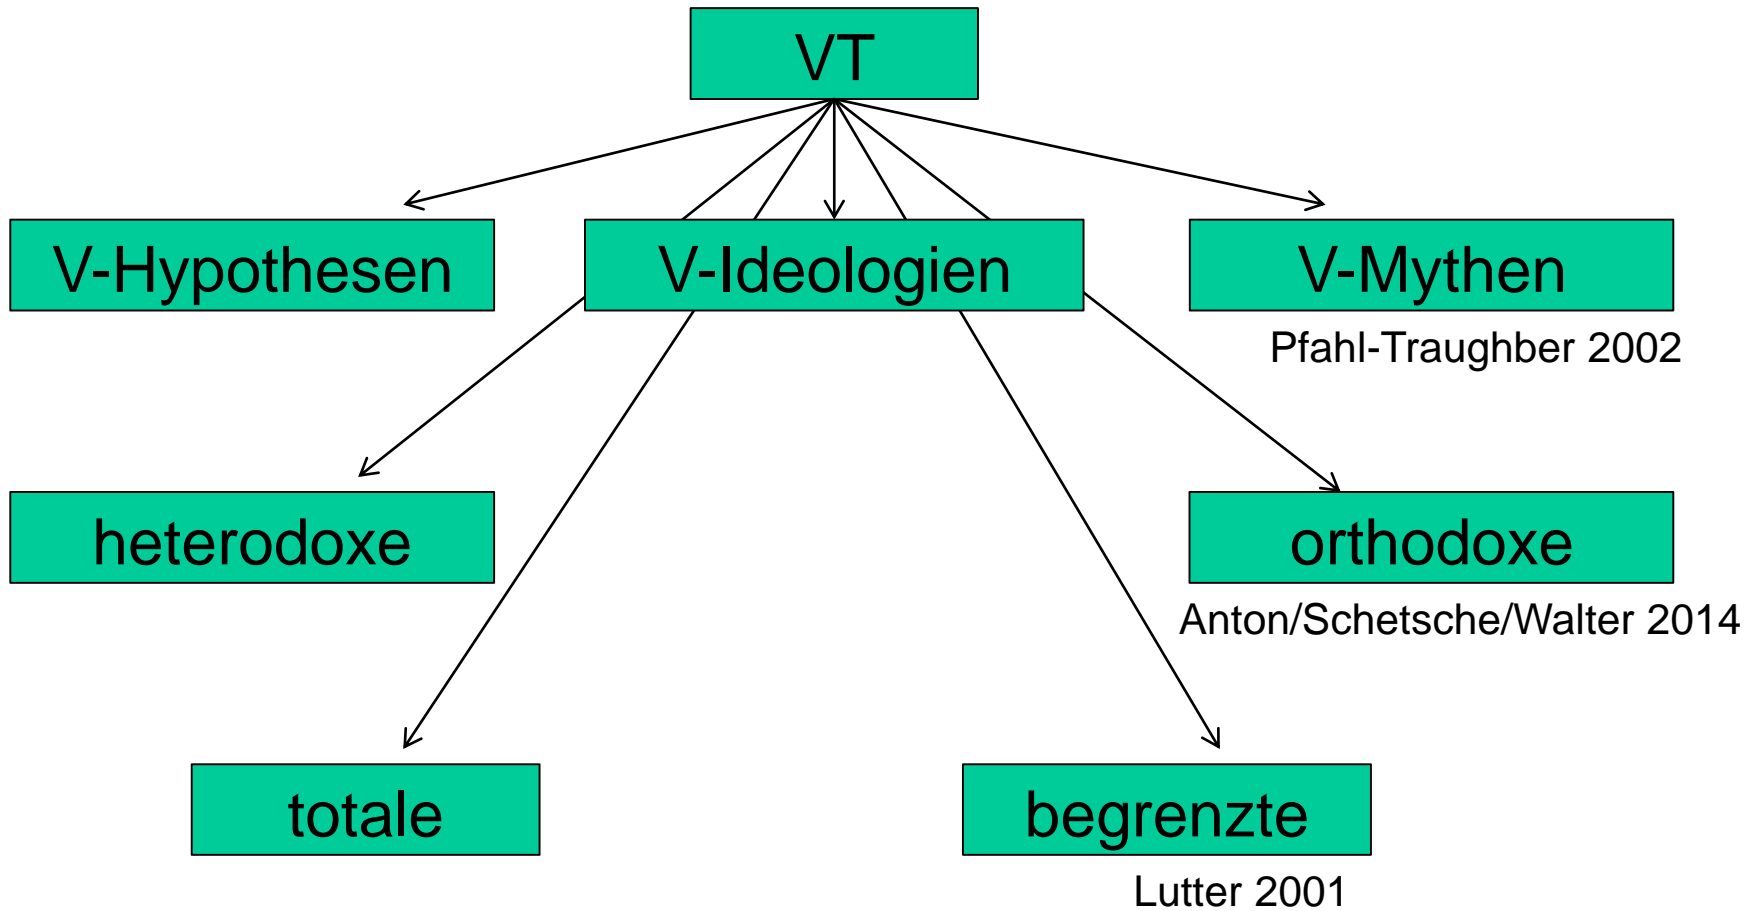 VT
V-Hypothesen
V-Ideologien
V-Mythen
Pfahl-Traughber 2002
heterodoxe
orthodoxe
Anton/Schetsche/Walter 2014
totale
begrenzte
Lutter 2001